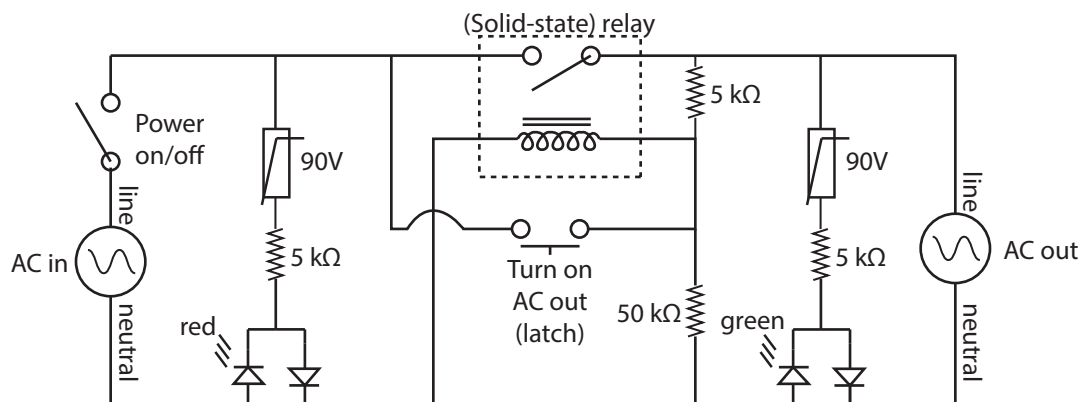 (Solid-state) relay
Power
on/off
90V
5 kΩ
90V
line
line
AC in
5 kΩ
Turn on
AC out
(latch)
50 kΩ
5 kΩ
AC out
neutral
red
green
neutral